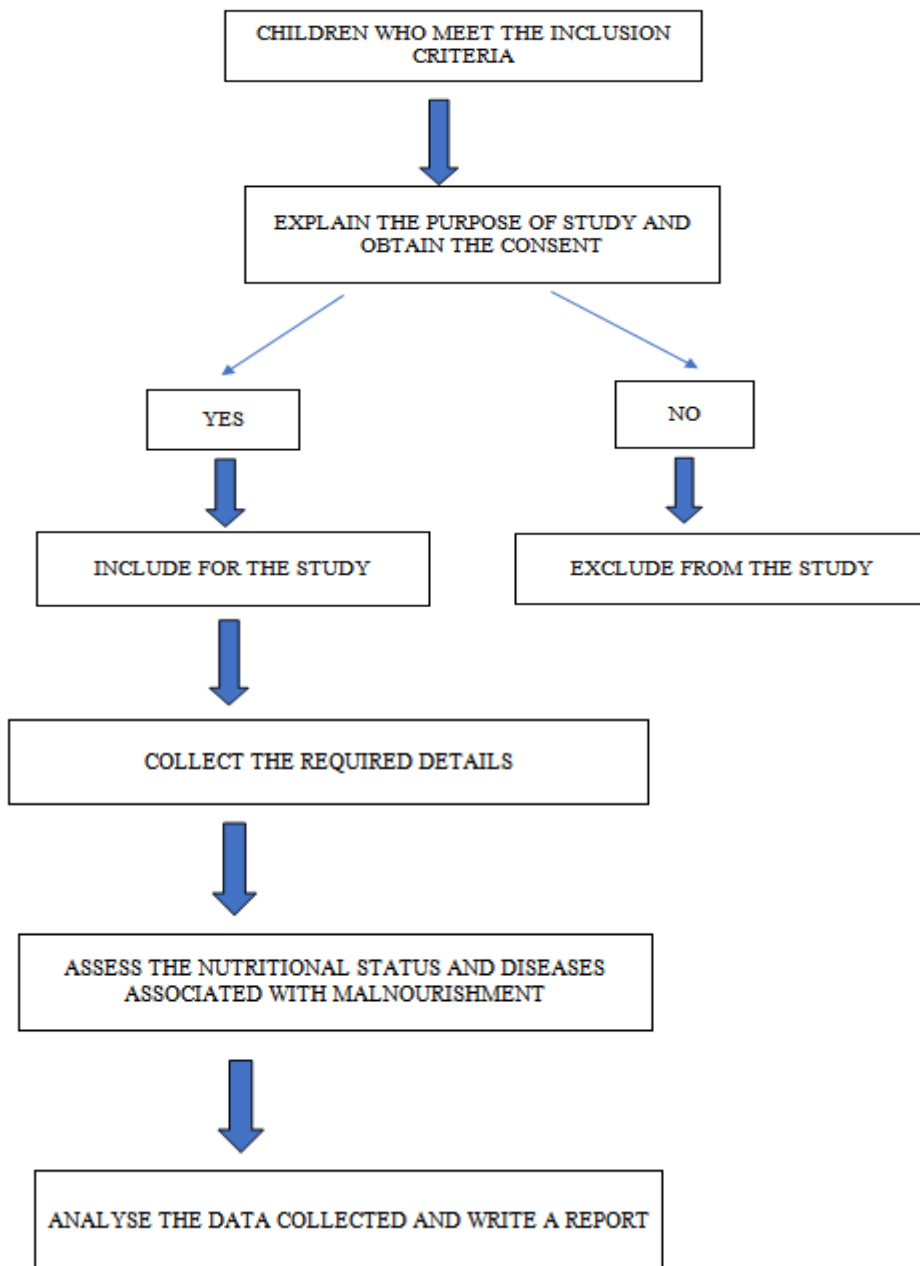 CHILDREN WHO MEET THE INCLUSION
CRITERIA
EXPLAIN THE PURPOSE OF STUDY AND
OBTAIN THE CONSENT
YES
NO
INCLUDE FOR THE STUDY
EXCLUDE FROM THE STUDY
COLLECT THE REQUIRED DETAILS
ASSESS THE NUTRITIONAL STATUS AND DISEASES
ASSOCIATED WITH MALNOURISHMENT
ANALYSE THE DATA COLLECTED AND WRITE A REPORT